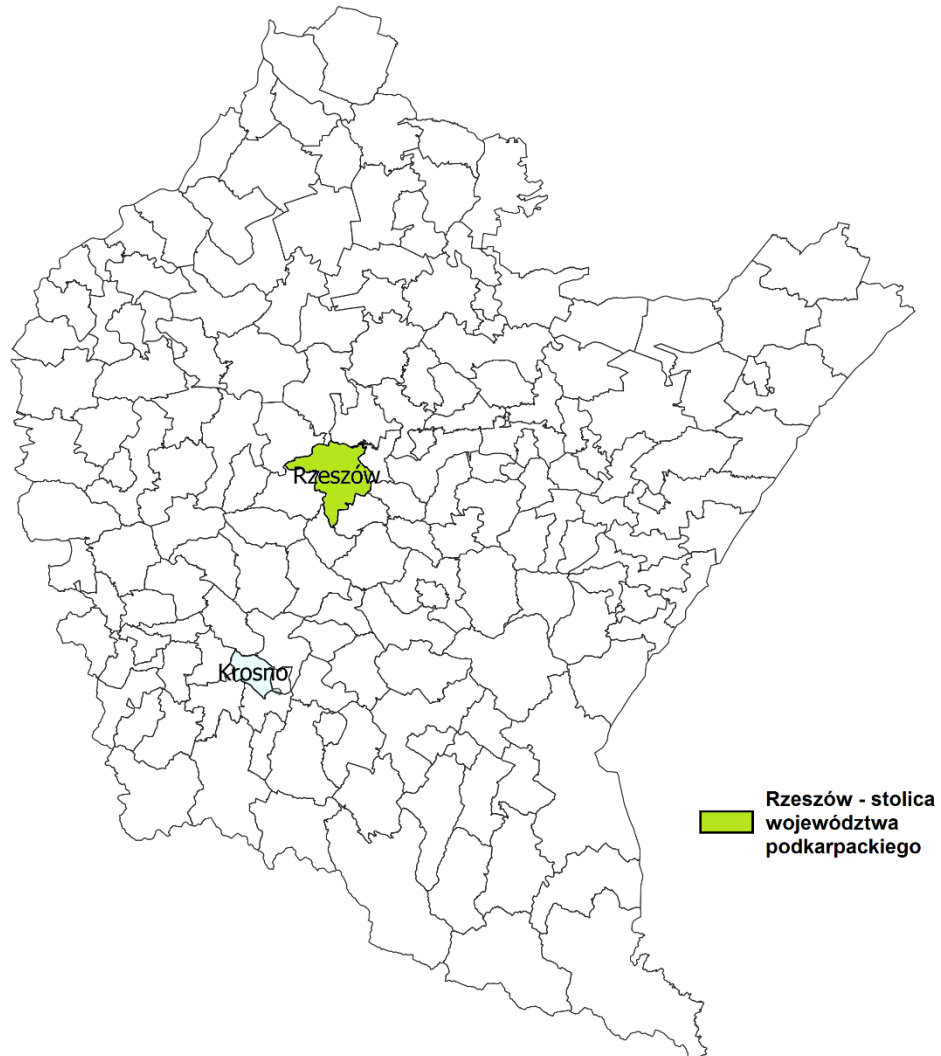 Rzeszów
Krosno
Rzeszów - stolica
województwa
podkarpackiego